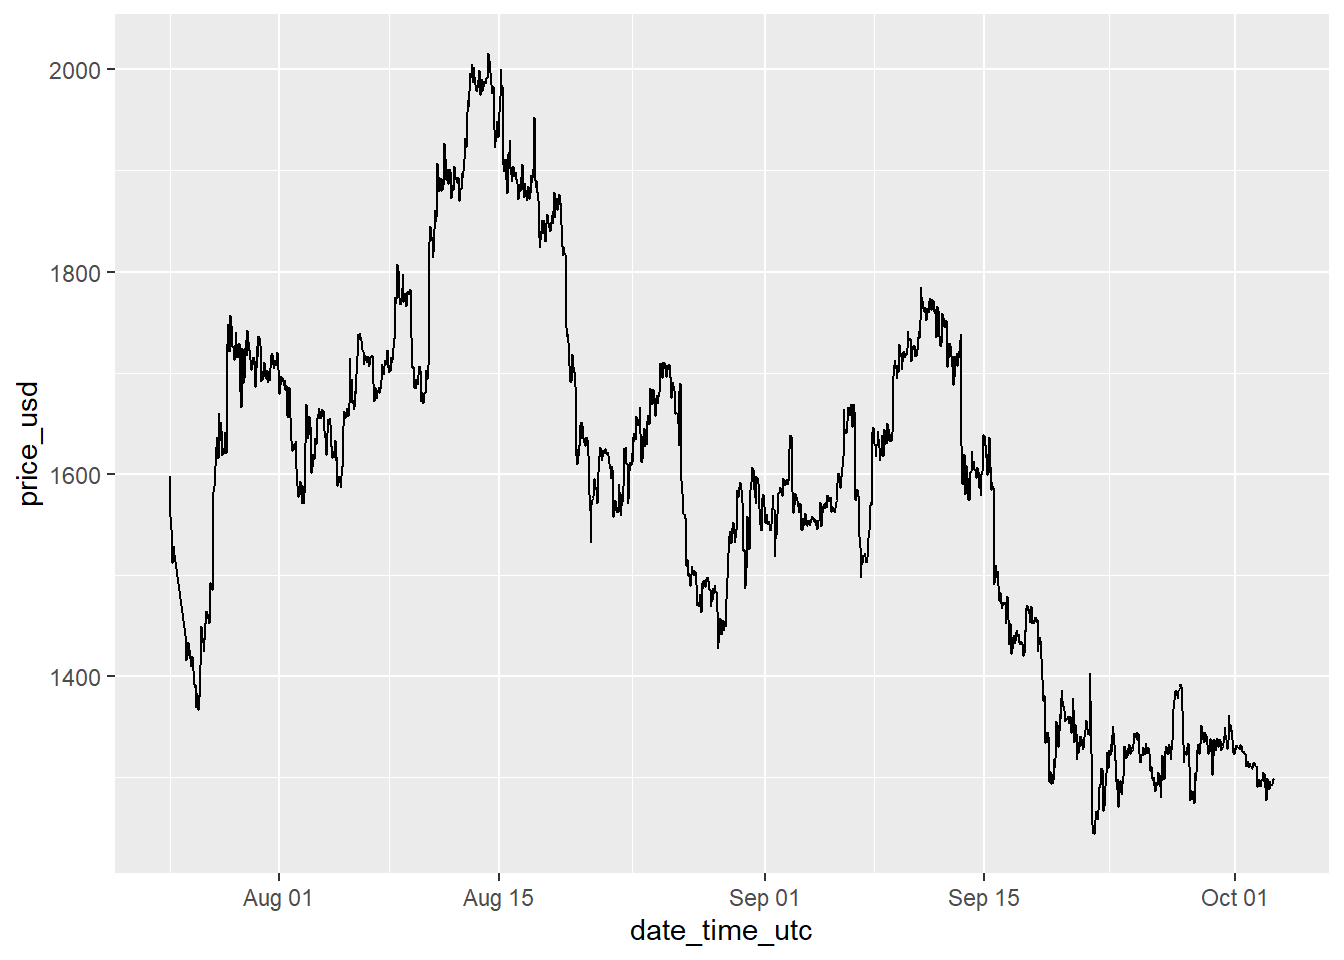 price_usd
2000
1800
1600
1400
Aug 01
Aug 15
Sep 01
Sep 15
Oct 01
date_time_utc